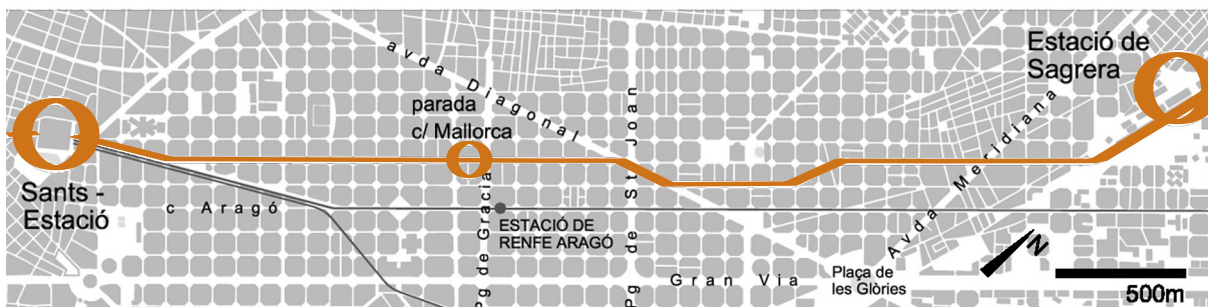 avda Diagonal
Estació de
Sagrera
parada
c/ Mallorca
Sants -
Estació
c Aragó
Pg de Gracia
ESTACIÓ DE
RENFE ARAGÓ
Pg de St Joan
Gran Via
Avda Meridiana
Plaça de
les Glòries
N
500m